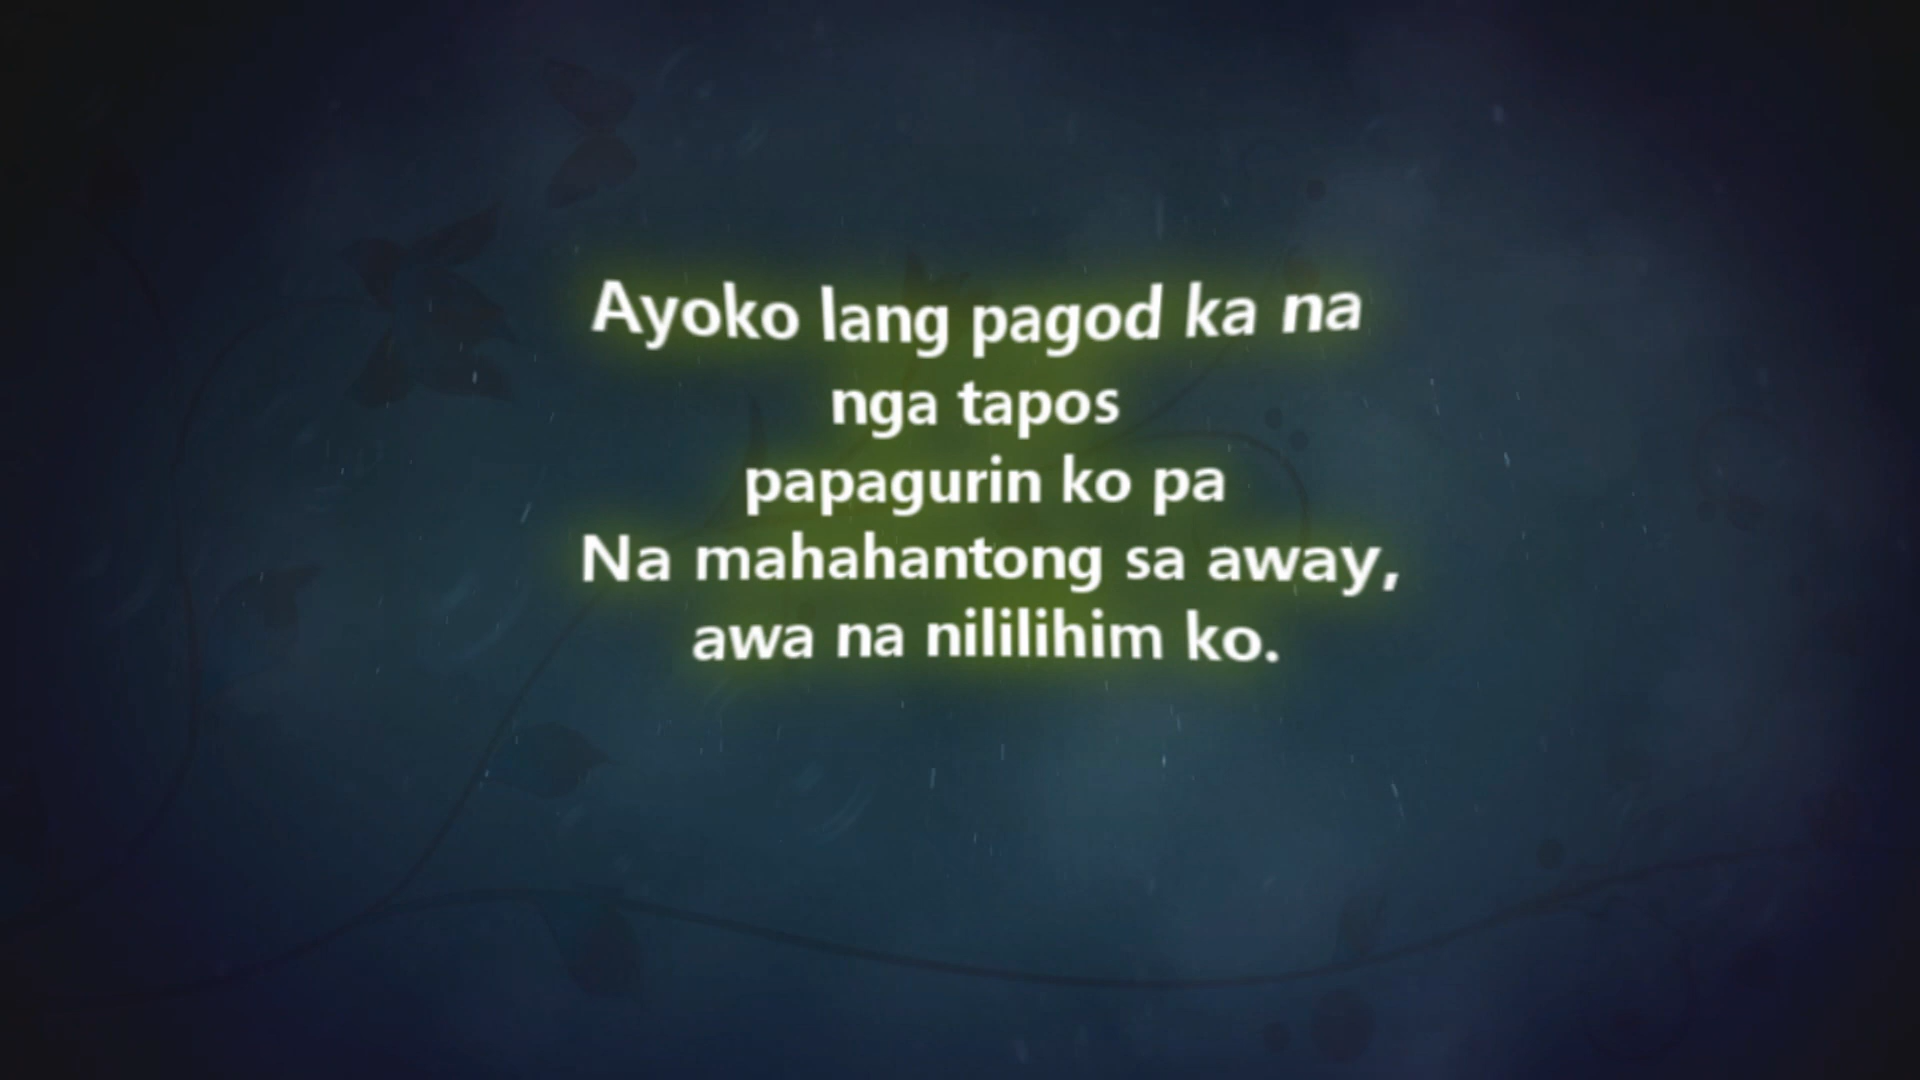 Ayoko lang pagod ka na
nga tapos
papagurin ko pa
Na mahahantong sa away,
awa na nililihim ko.